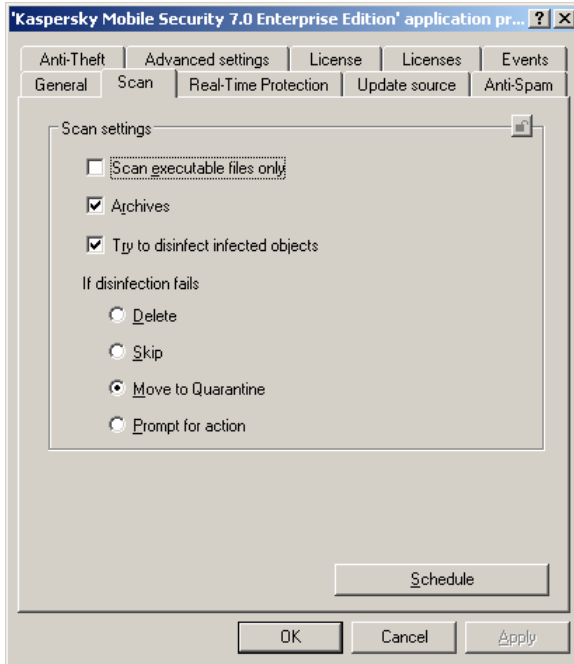 'Kaspersky Mobile Security 7.0 Enterprise Edition' application pr... ? X
Anti-Theft Advanced settings License Licenses Events
General Scan Real-Time Protection Update source Anti-Spam
Scan settings
Scan executable files only
Archives
Try to disinfect infected objects
If disinfection fails
Delete
Skip
Move to Quarantine
Prompt for action
Schedule
OK Cancel Apply